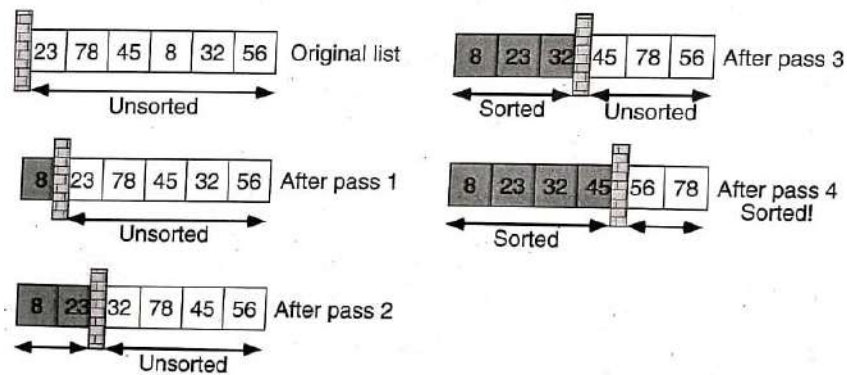 23 78 45 8 32 56 Original list
Unsorted
8 23 78 45 32 56 After pass 1
Unsorted
8 23 32 78 45 56 After pass 2
Unsorted
8 23 32 45 78 56 After pass 3
Sorted Unsorted
8 23 32 45 56 78 After pass 4
Sorted!
Sorted